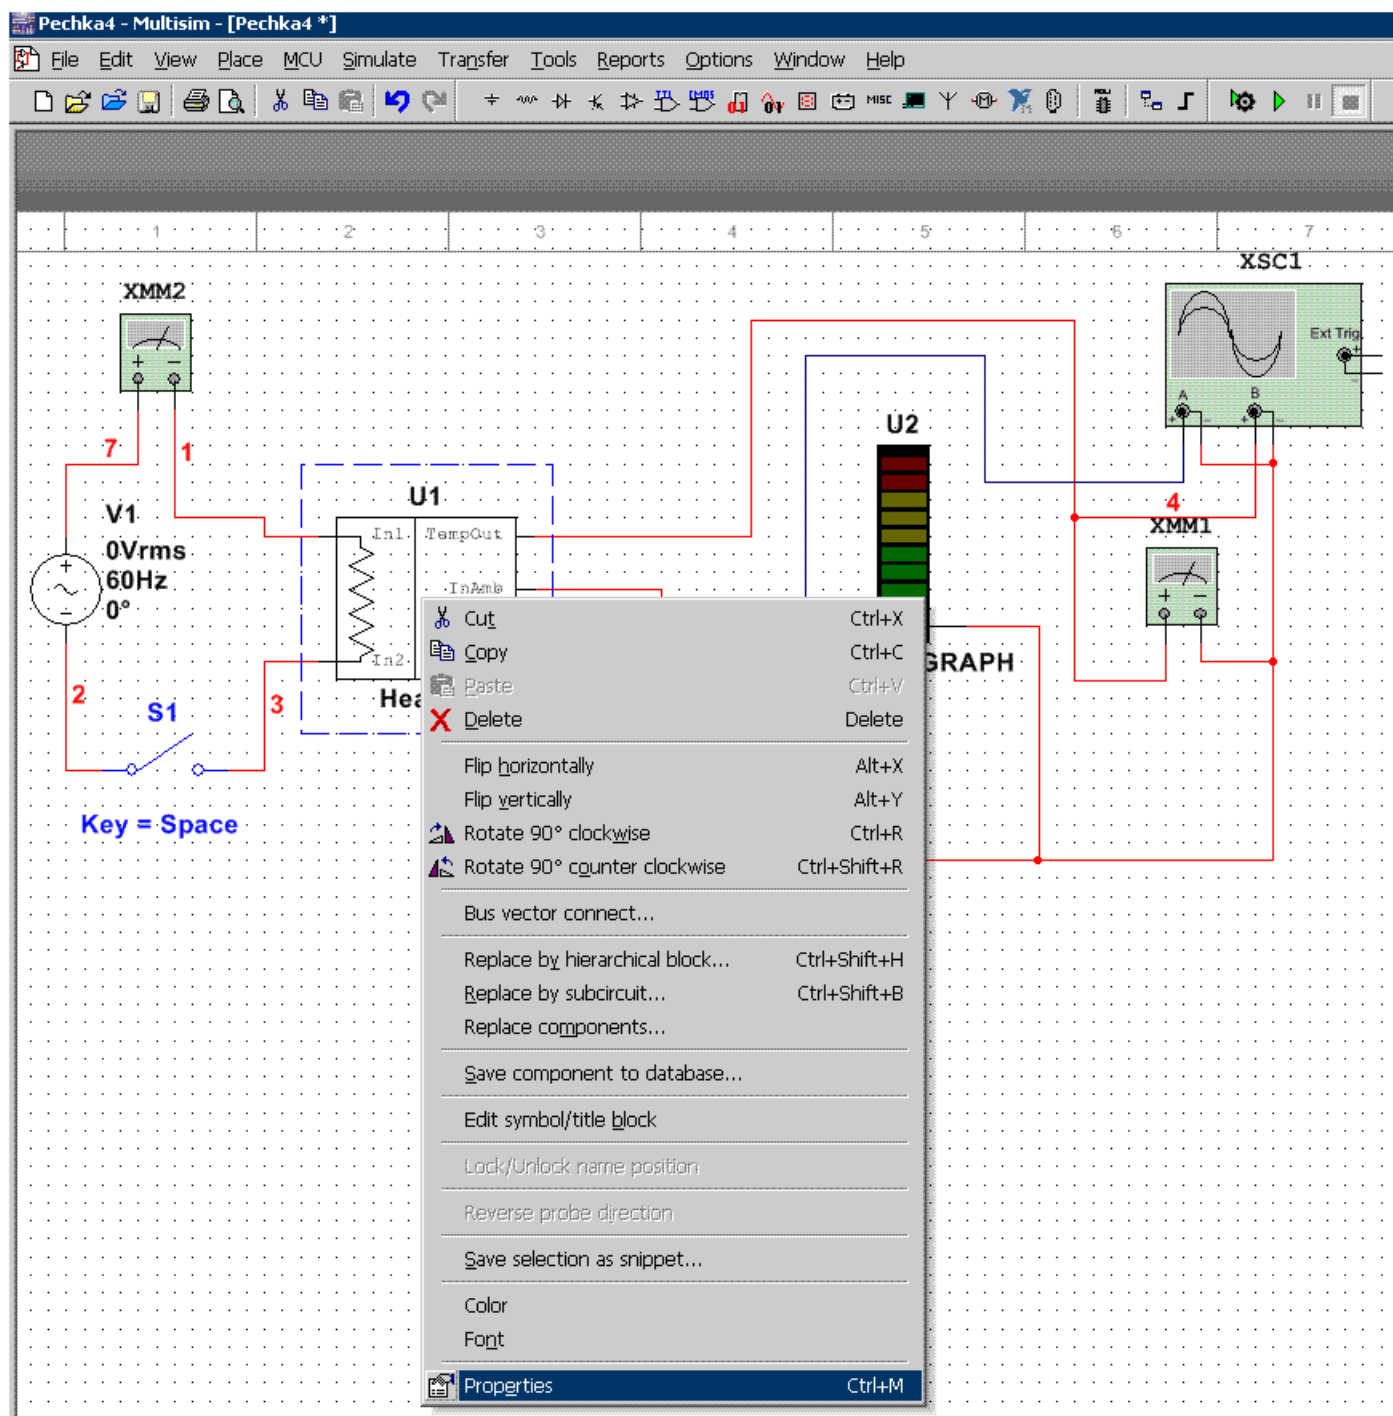 Pechka4 - Multisim - [Pechka4 *]
File Edit View Place MCU Simulate Transfer Tools Reports Options Window Help
MISC
1 2 3 4 5 6 7
XSC1
XMM2
Ext Trig
+ -
A B
U2
7 1
4
U1
V1
XMM1
In1 TempOut
0Vrms
60Hz
InAmb
0°
In2
GRAPH
2 3
S1
Hea
Key = Space
Cut Ctrl+X
Copy Ctrl+C
Paste Ctrl+V
Delete Delete
Flip horizontally Alt+X
Flip vertically Alt+Y
Rotate 90° clockwise Ctrl+R
Rotate 90° counter clockwise Ctrl+Shift+R
Bus vector connect...
Replace by hierarchical block... Ctrl+Shift+H
Replace by subcircuit... Ctrl+Shift+B
Replace components...
Save component to database...
Edit symbol/title block
Lock/Unlock name position
Reverse probe direction
Save selection as snippet...
Color
Font
Properties Ctrl+M